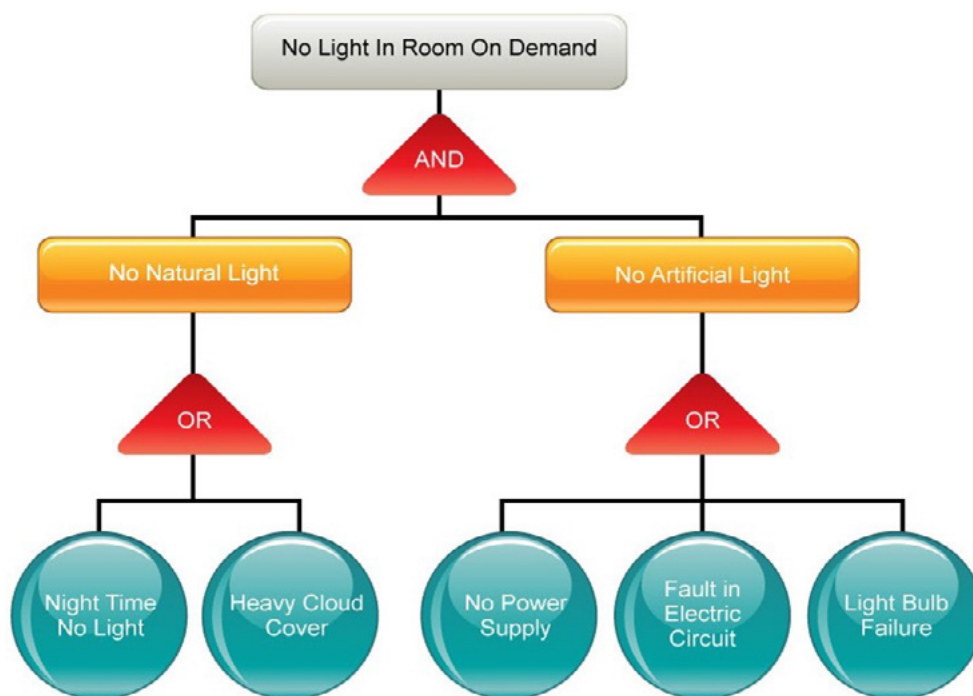 No Light In Room On Demand
AND
No Natural Light
No Artificial Light
OR
OR
Night Time
No Light
Heavy Cloud
Cover
No Power
Supply
Fault in
Electric
Circuit
Light Bulb
Failure